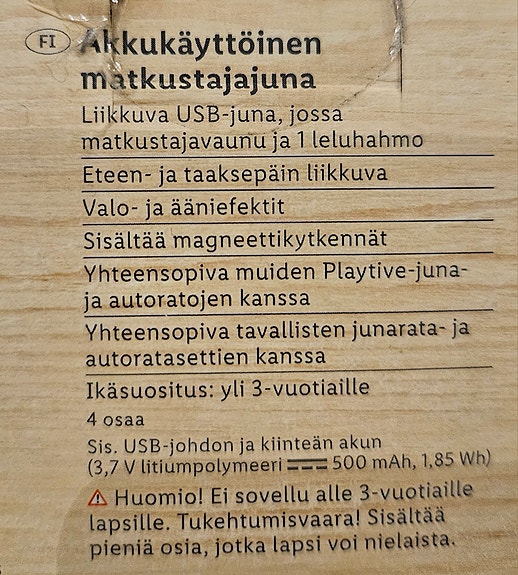 FI Akkukäyttöinen
matkustajajuna
Liikkuva USB-juna, jossa
matkustajavaunu ja 1 leluhahmo
Eteen- ja taaksepäin liikkuva
Valo- ja ääniefektit
Sisältää magneettikytkennät
Yhteensopiva muiden Playtive-juna-
ja autoratojen kanssa
Yhteensopiva tavallisten junarata- ja
autoratasettien kanssa
Ikäsuositus: yli 3-vuotiaille
4 osaa
Sis. USB-johdon ja kiinteän akun
(3,7 V litiumpolymeeri ⎓ 500 mAh, 1,85 Wh)
⚠ Huomio! Ei sovellu alle 3-vuotiaille
lapsille. Tukehtumisvaara! Sisältää
pieniä osia, jotka lapsi voi nielaista.